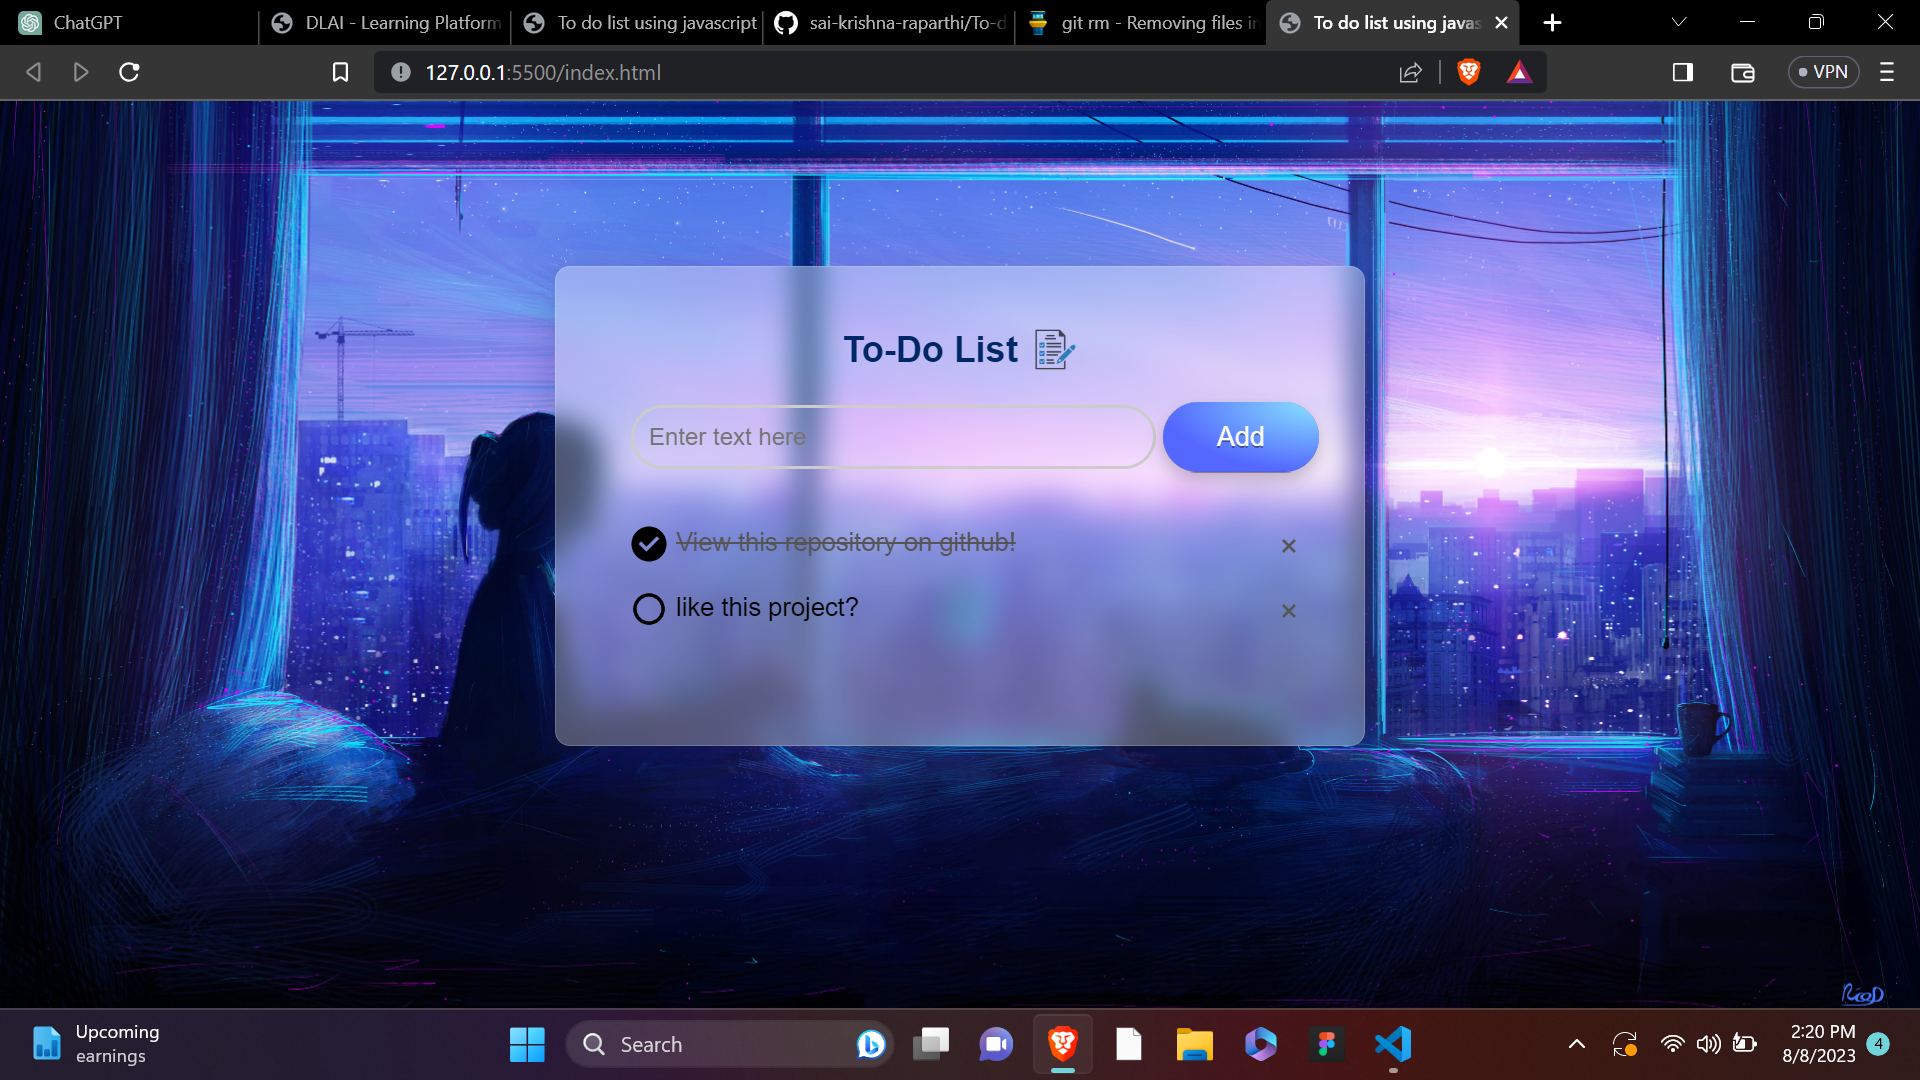 ChatGPT
DLAI - Learning Platform
To do list using javascript
sai-krishna-raparthi/To-d
git rm - Removing files in
To do list using javas
127.0.0.1:5500/index.html
VPN
To-Do List
Enter text here
Add
View this repository on github!
like this project?
RicoD
Upcoming
earnings
Search
2:20 PM
8/8/2023
4